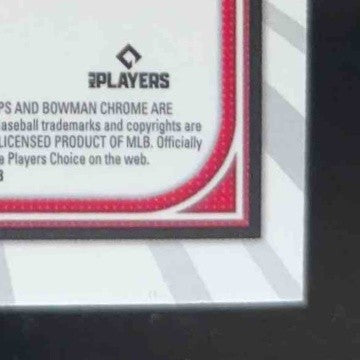 PLAYERS
PS AND BOWMAN CHROME ARE
aseball trademarks and copyrights are
LICENSED PRODUCT OF MLB. Officially
e Players Choice on the web.